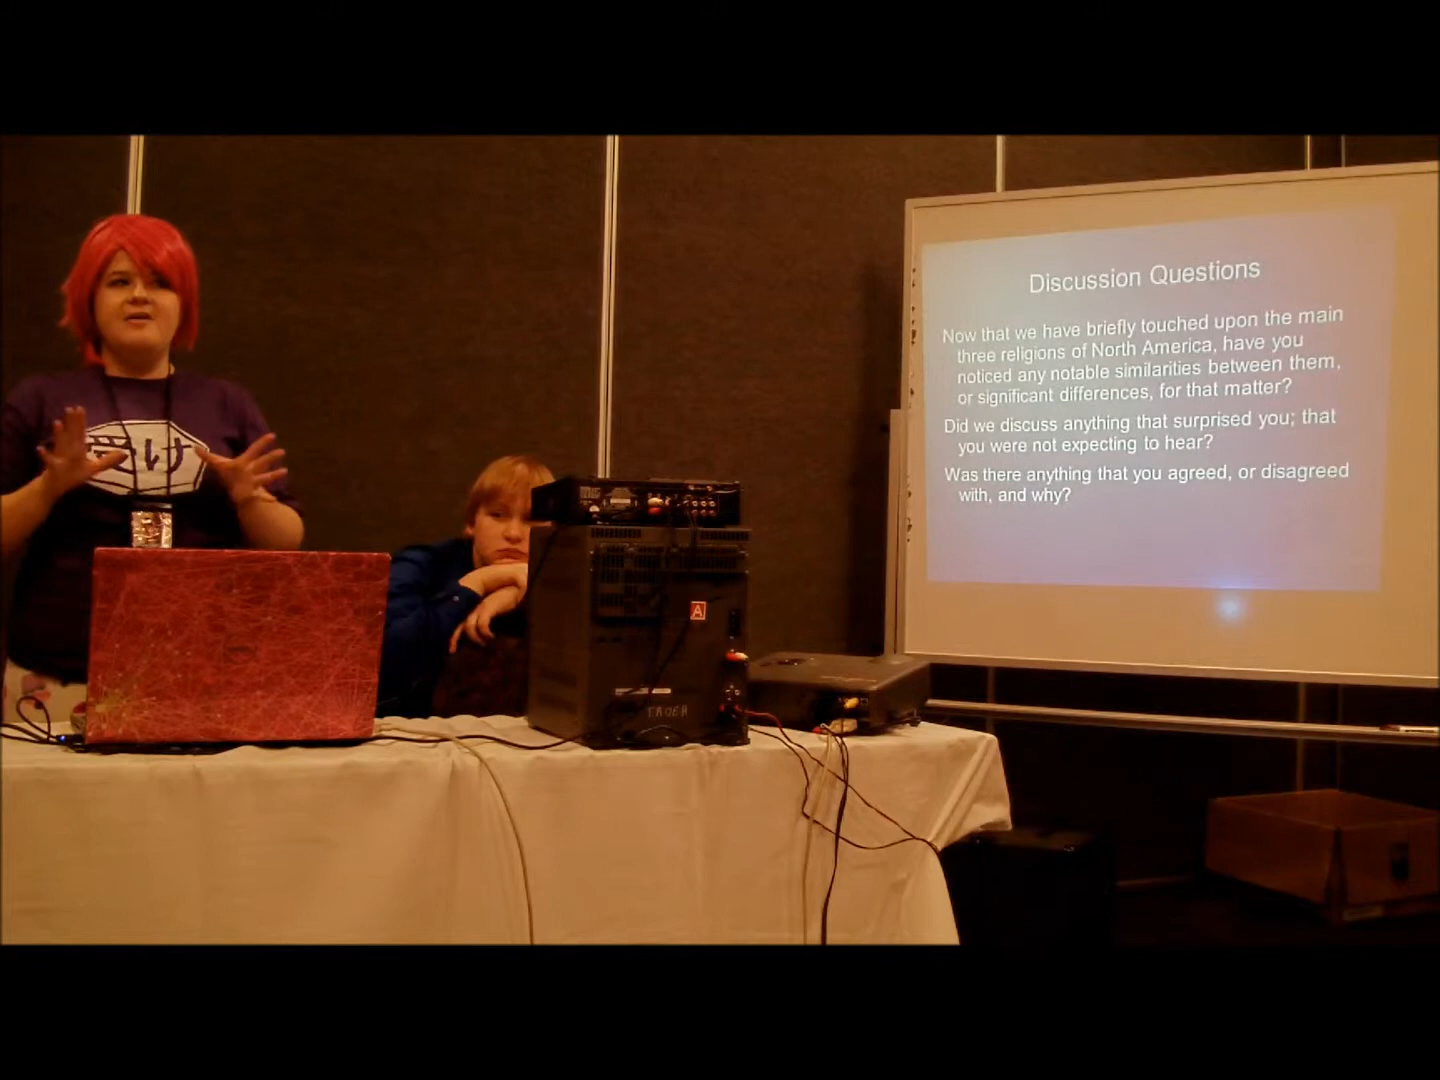 受け
Discussion Questions
Now that we have briefly touched upon the main
three religions of North America, have you
noticed any notable similarities between them,
or significant differences, for that matter?
Did we discuss anything that surprised you; that
you were not expecting to hear?
Was there anything that you agreed, or disagreed
with, and why?
A